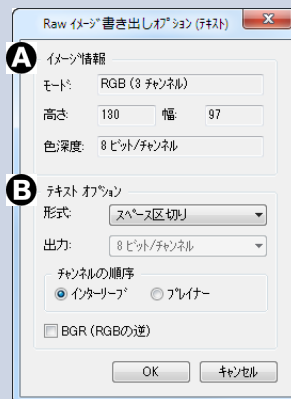 Raw ｲﾒｰｼﾞ書き出しｵﾌﾟｼｮﾝ (ﾃｷｽﾄ)
A
ｲﾒｰｼﾞ情報
ﾓｰﾄﾞ: RGB (3 ﾁｬﾝﾈﾙ)
高さ: 130 幅: 97
色深度: 8 ﾋﾞｯﾄ/ﾁｬﾝﾈﾙ
B
ﾃｷｽﾄ ｵﾌﾟｼｮﾝ
形式: ｽﾍﾟｰｽ区切り
出力: 8 ﾋﾞｯﾄ/ﾁｬﾝﾈﾙ
ﾁｬﾝﾈﾙの順序
ｲﾝﾀｰﾘｰﾌﾞ ﾌﾟﾚｲﾅｰ
BGR (RGBの逆)
OK ｷｬﾝｾﾙ